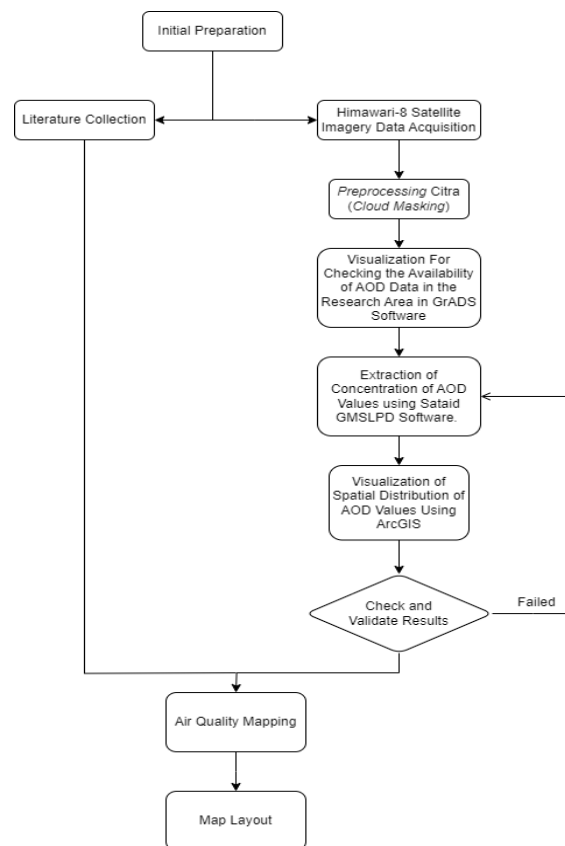 Initial Preparation
Literature Collection
Himawari-8 Satellite
Imagery Data Acquisition
Preprocessing Citra
(Cloud Masking)
Visualization For
Checking the Availability
of AOD Data in the
Research Area in GrADS
Software
Extraction of
Concentration of AOD
Values using Sataid
GMSLPD Software.
Visualization of
Spatial Distribution of
AOD Values Using
ArcGIS
Check and
Validate Results
Failed
Air Quality Mapping
Map Layout